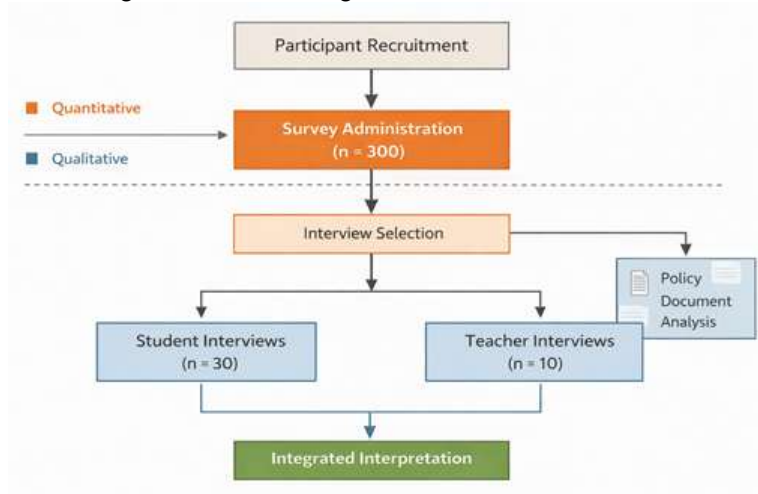 Participant Recruitment
Quantitative
Survey Administration
(n = 300)
Qualitative
Interview Selection
Policy
Document
Analysis
Student Interviews
(n = 30)
Teacher Interviews
(n = 10)
Integrated Interpretation